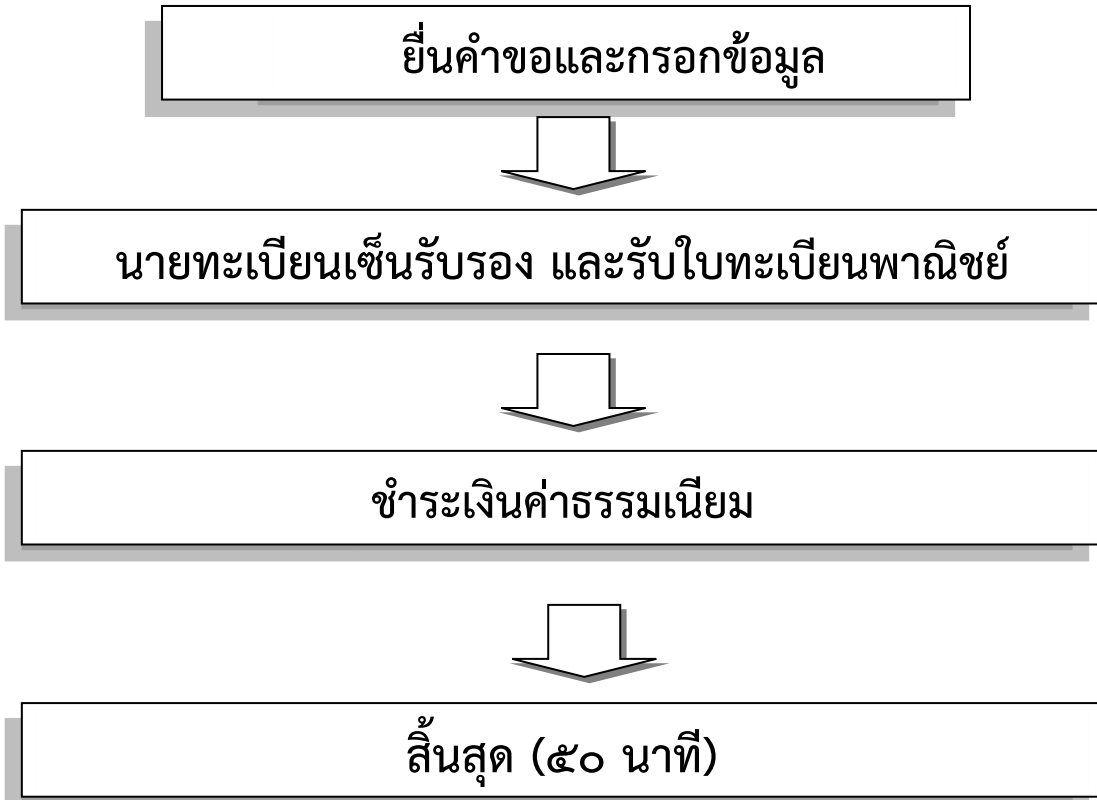 ยื่นคำขอและกรอกข้อมูล
นายทะเบียนเซ็นรับรอง และรับใบทะเบียนพาณิชย์
ชำระเงินค่าธรรมเนียม
สิ้นสุด (๕๐ นาที)